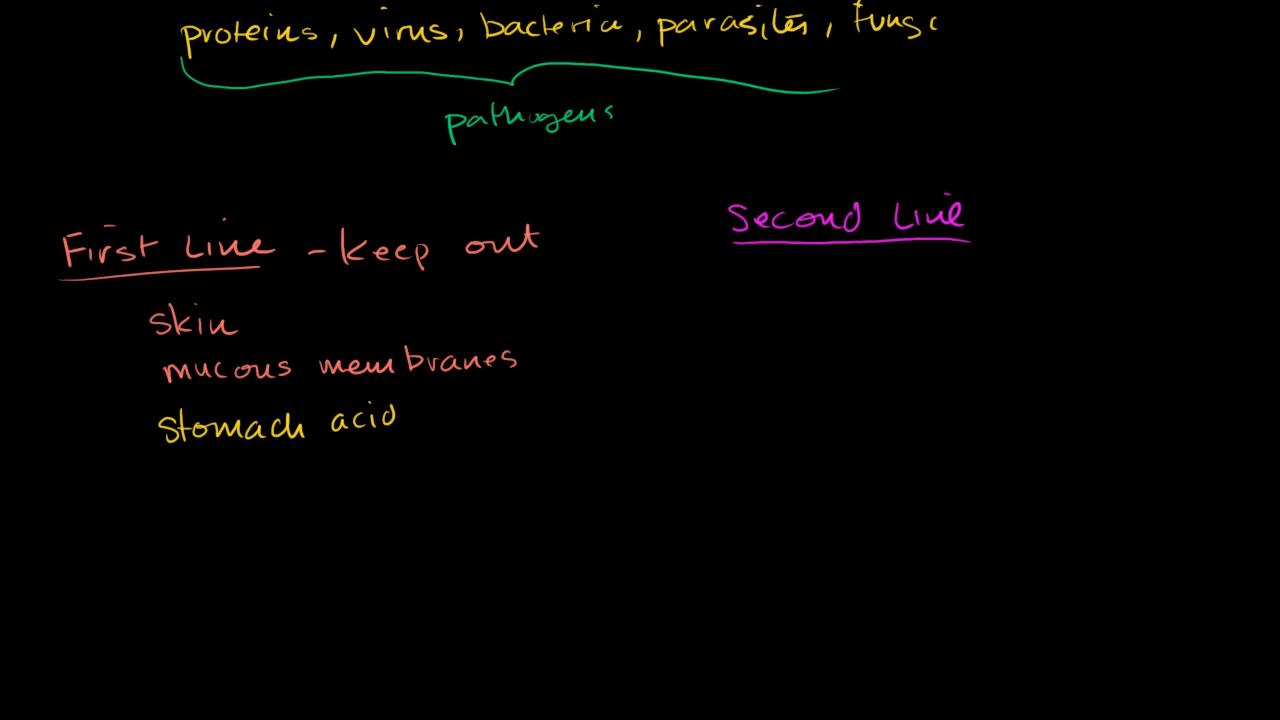 proteins, virus, bacteria, parasites, fungi
pathogens
First Line - keep out
Second Line
skin
mucous membranes
stomach acid